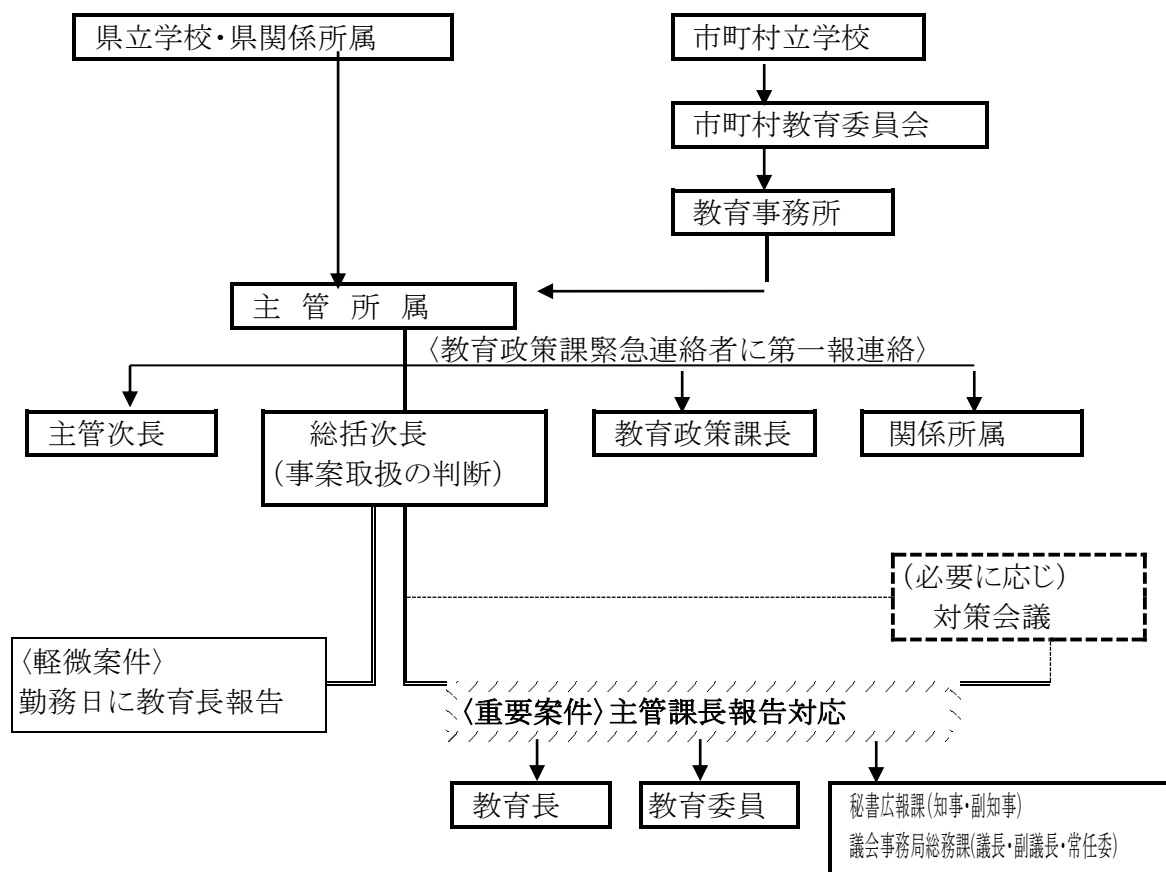 県立学校・県関係所属
市町村立学校
市町村教育委員会
教育事務所
主 管 所 属
〈教育政策課緊急連絡者に第一報連絡〉
主管次長
総括次長
(事案取扱の判断)
教育政策課長
関係所属
(必要に応じ)
対策会議
〈軽微案件〉
勤務日に教育長報告
〈重要案件〉主管課長報告対応
教育長
教育委員
秘書広報課(知事・副知事)
議会事務局総務課(議長・副議長・常任委)